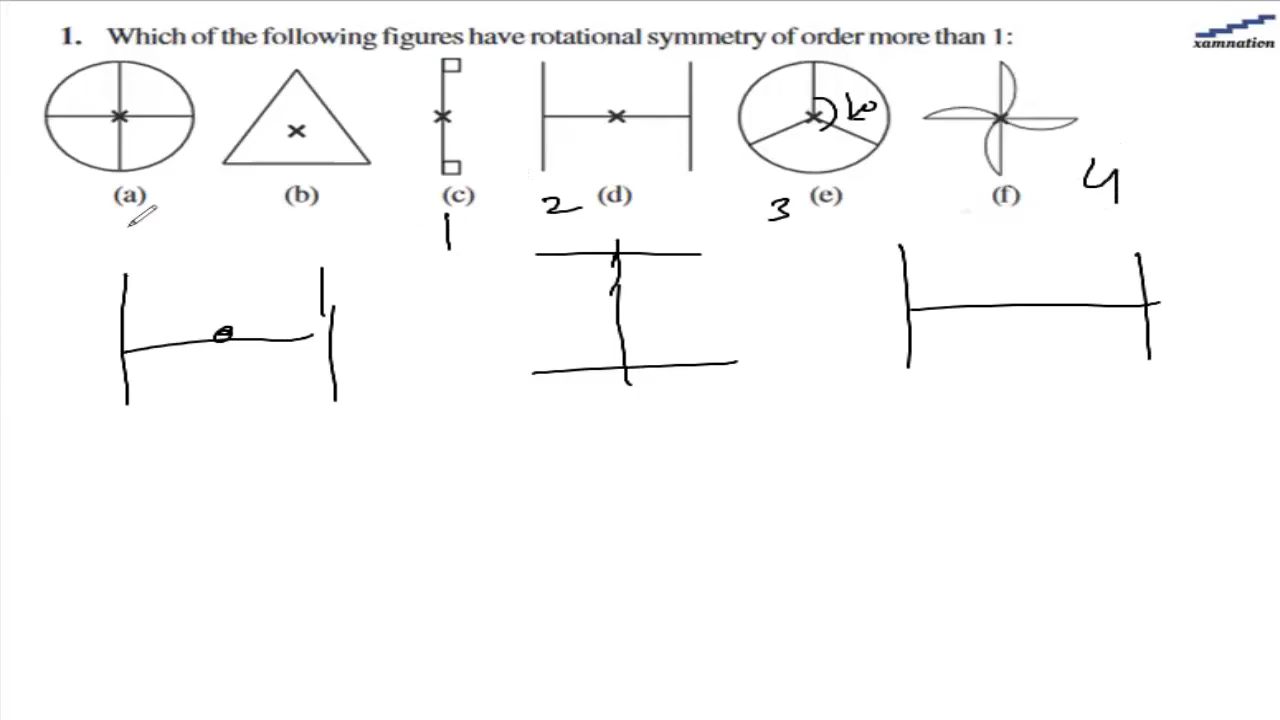 1. Which of the following figures have rotational symmetry of order more than 1:
xamnation
(a) (b) (c) (d) (e) (f)
1 2 3 4